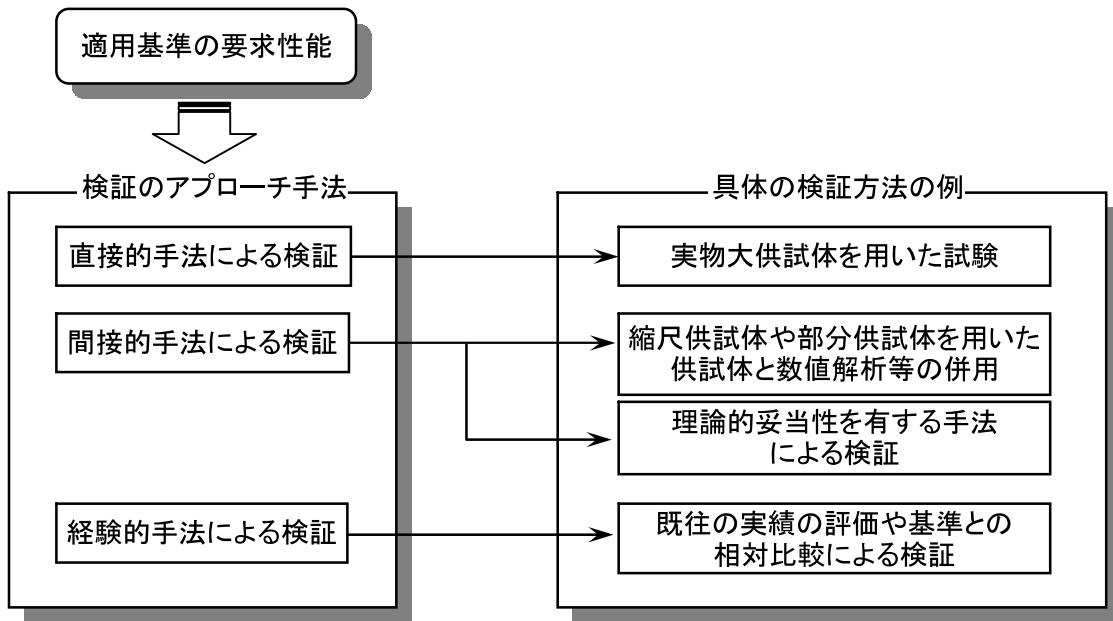 適用基準の要求性能
検証のアプローチ手法
直接的手法による検証
間接的手法による検証
経験的手法による検証
具体の検証方法の例
実物大供試体を用いた試験
縮尺供試体や部分供試体を用いた
供試体と数値解析等の併用
理論的妥当性を有する手法
による検証
既往の実績の評価や基準との
相対比較による検証